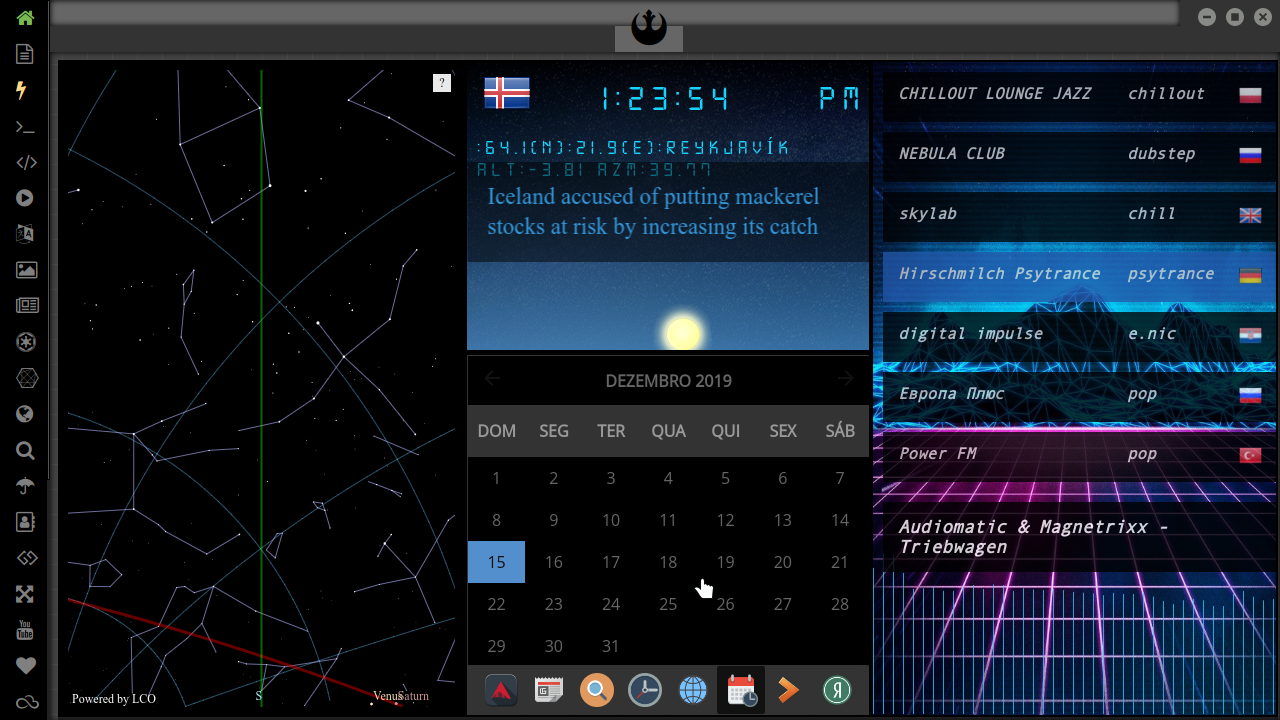 ?
Powered by LCO
S
Venus
Saturn
1:23:54 PM
:64.1(N):21.9(E):REYKJAVÍK
ALT:-3.81 AZM:39.77
Iceland accused of putting mackerel
stocks at risk by increasing its catch
DEZEMBRO 2019
DOM SEG TER QUA QUI SEX SÁB
1 2 3 4 5 6 7
8 9 10 11 12 13 14
15 16 17 18 19 20 21
22 23 24 25 26 27 28
29 30 31
CHILLOUT LOUNGE JAZZ chillout
NEBULA CLUB dubstep
skylab chill
Hirschmilch Psytrance psytrance
digital impulse e.nic
Европа Плюс pop
Power FM pop
Audiomatic & Magnetrixx -
Triebwagen
You
Tube
Я